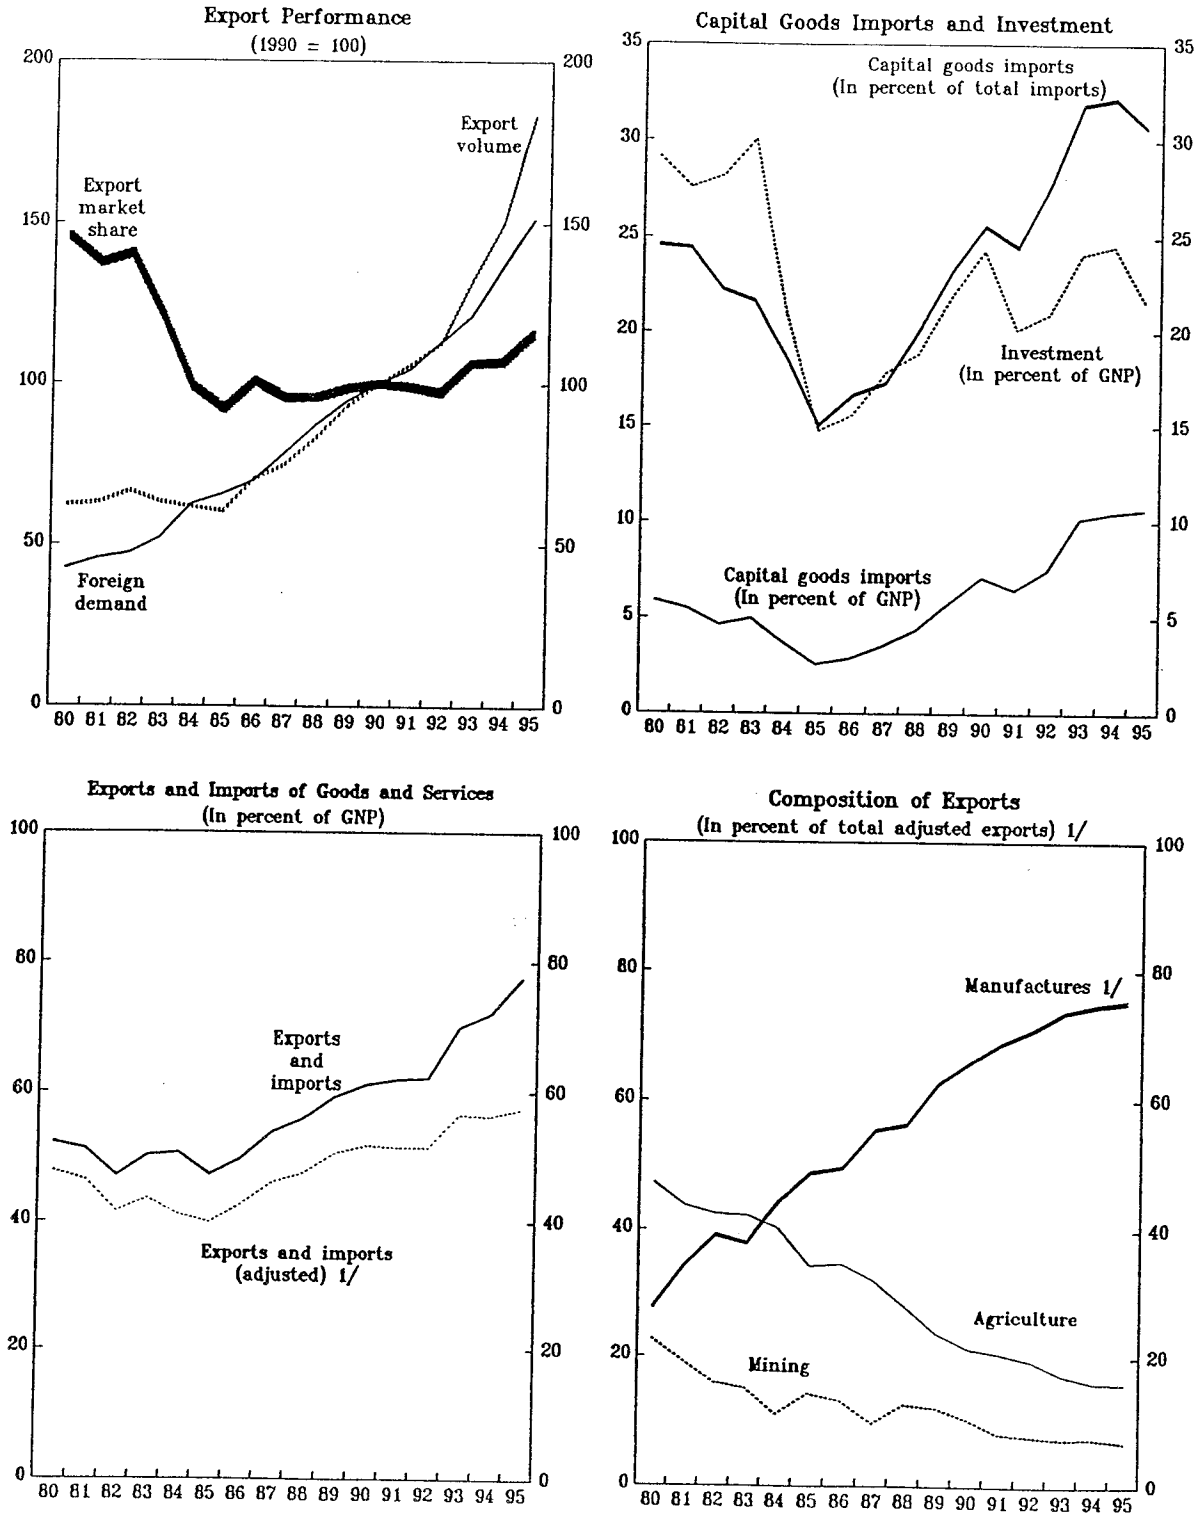 Export Performance
(1990 = 100)
200
150
100
50
0
200
150
100
50
0
Export
volume
Export
market
share
Foreign
demand
80 81 82 83 84 85 86 87 88 89 90 91 92 93 94 95
Capital Goods Imports and Investment
35
30
25
20
15
10
5
0
35
30
25
20
15
10
5
0
Capital goods imports
(In percent of total imports)
Investment
(In percent of GNP)
Capital goods imports
(In percent of GNP)
80 81 82 83 84 85 86 87 88 89 90 91 92 93 94 95
Exports and Imports of Goods and Services
(In percent of GNP)
100
80
60
40
20
0
100
80
60
40
20
0
Exports
and
imports
Exports and imports
(adjusted) 1/
80 81 82 83 84 85 86 87 88 89 90 91 92 93 94 95
Composition of Exports
(In percent of total adjusted exports) 1/
100
80
60
40
20
0
100
80
60
40
20
0
Manufactures 1/
Agriculture
Mining
80 81 82 83 84 85 86 87 88 89 90 91 92 93 94 95